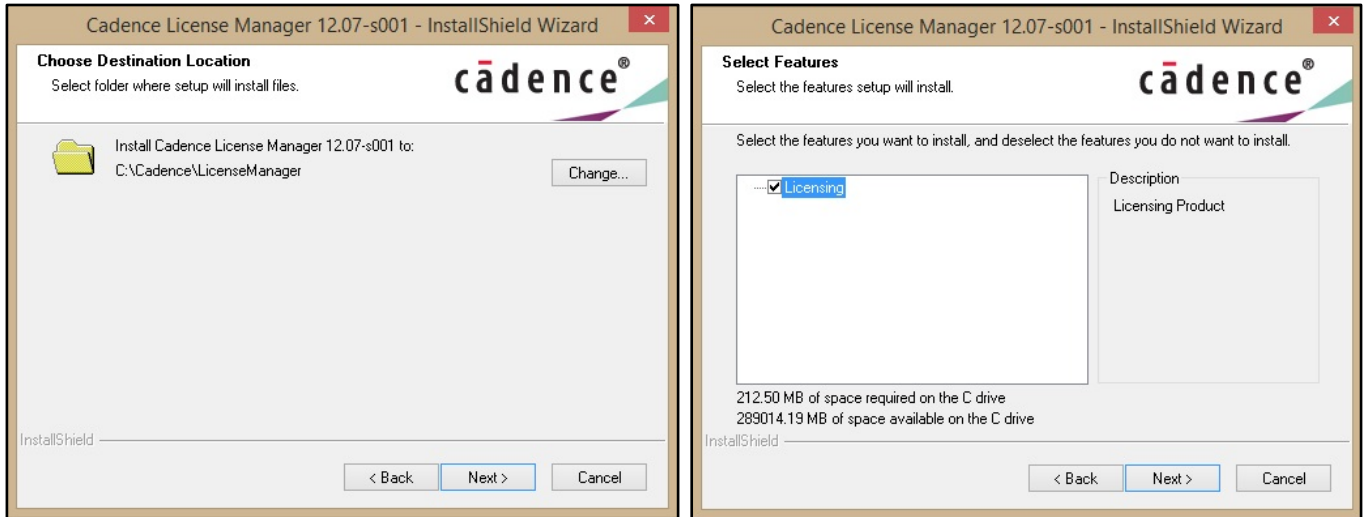 Cadence License Manager 12.07-s001 - InstallShield Wizard
Choose Destination Location
Select folder where setup will install files.
cādence®
Install Cadence License Manager 12.07-s001 to:
C:\Cadence\LicenseManager
Change...
InstallShield
< Back
Next >
Cancel
Cadence License Manager 12.07-s001 - InstallShield Wizard
Select Features
Select the features setup will install.
cādence®
Select the features you want to install, and deselect the features you do not want to install.
Licensing
Description
Licensing Product
212.50 MB of space required on the C drive
289014.19 MB of space available on the C drive
InstallShield
< Back
Next >
Cancel